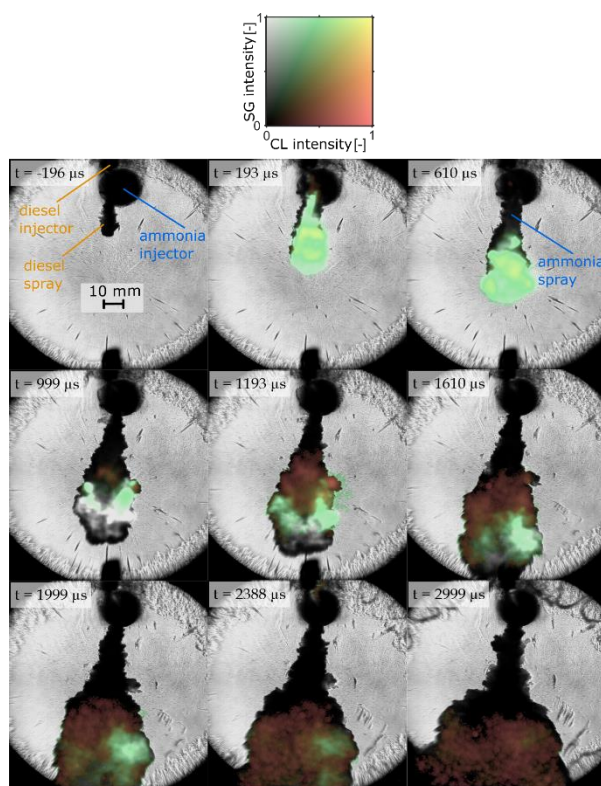 1
SG intensity [-]
0
0
CL intensity [-]
1
t = -196 µs
t = 193 µs
t = 610 µs
diesel
injector
ammonia
injector
diesel
spray
10 mm
ammonia
spray
t = 999 µs
t = 1193 µs
t = 1610 µs
t = 1999 µs
t = 2388 µs
t = 2999 µs